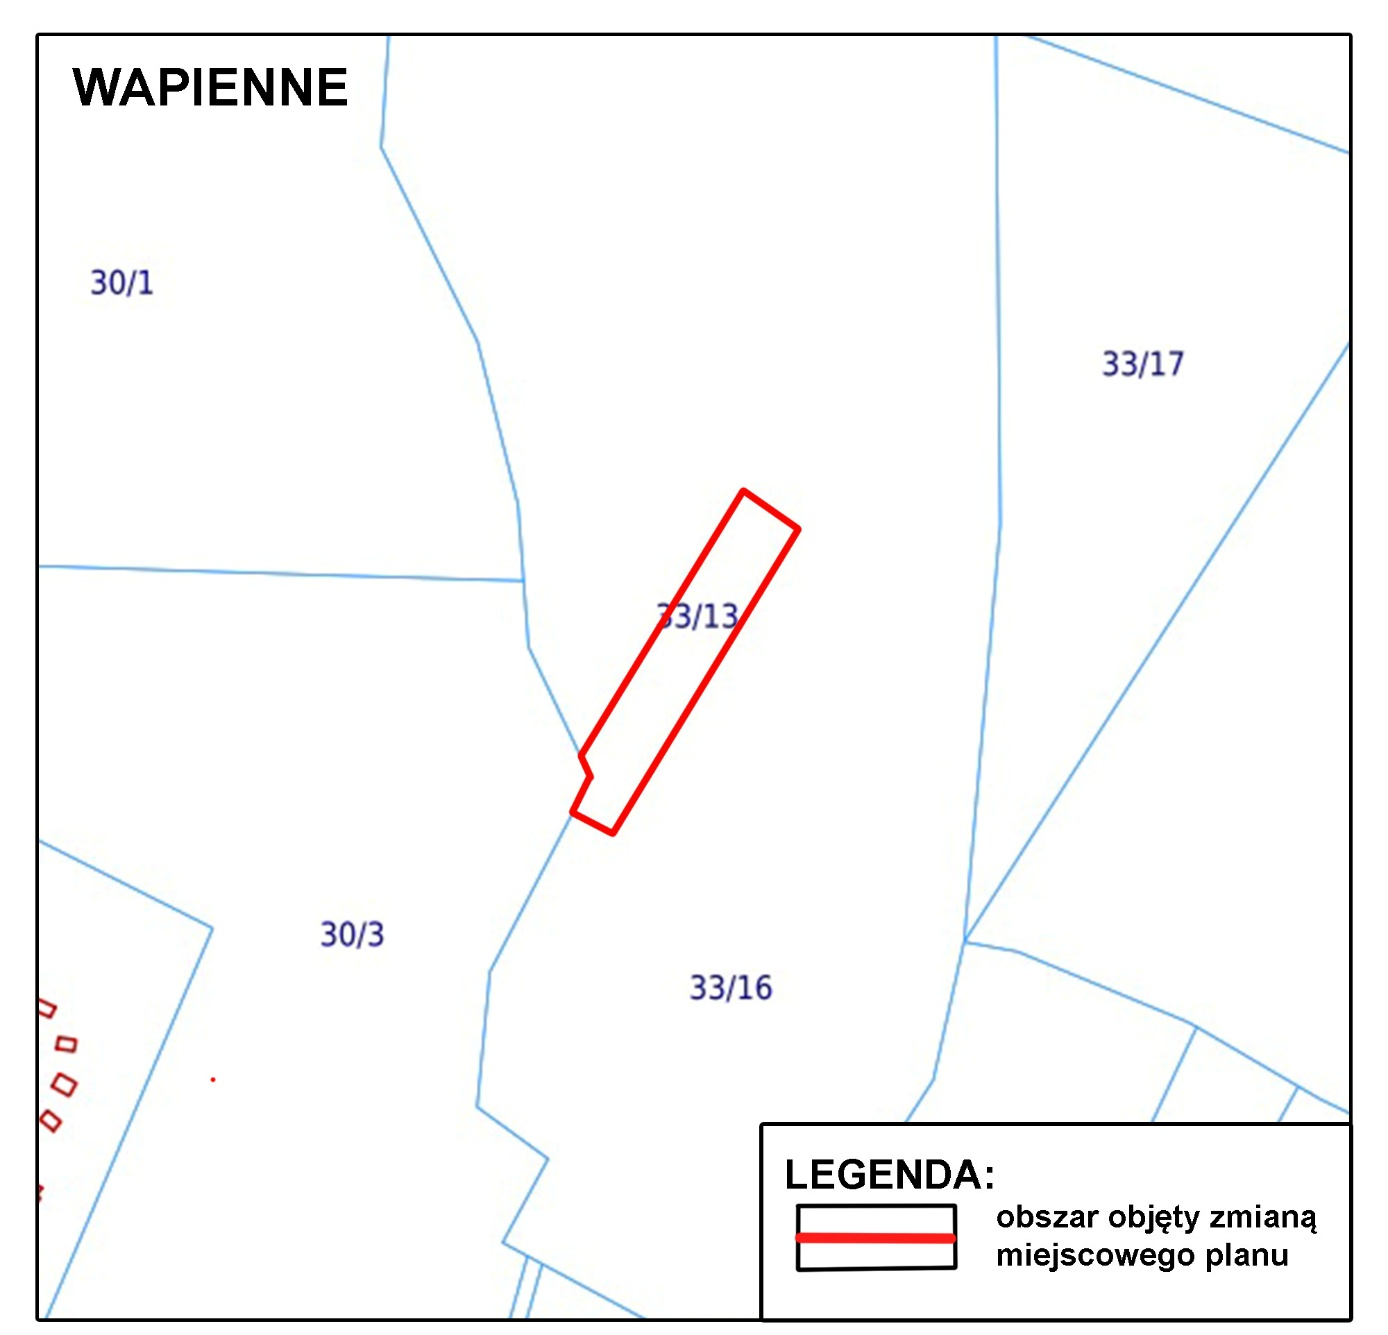 WAPIENNE
30/1
33/17
33/13
30/3
33/16
LEGENDA:
obszar objęty zmianą
miejscowego planu